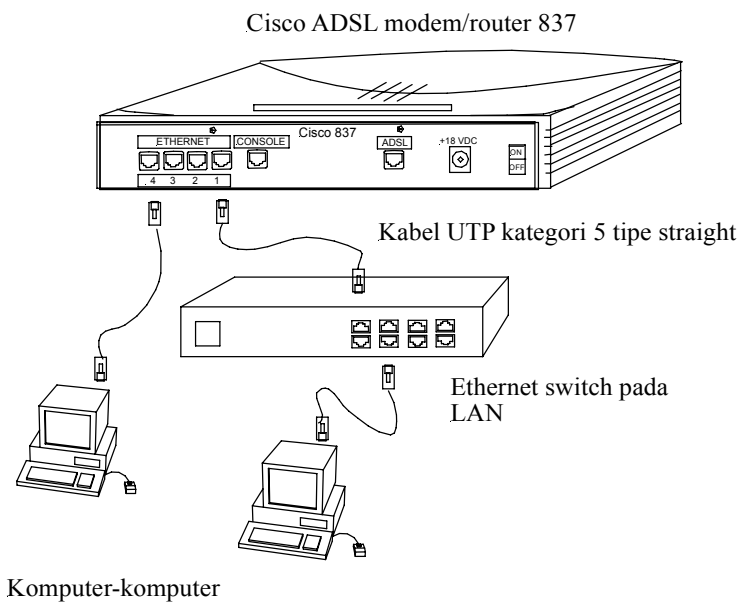 Cisco ADSL modem/router 837
Cisco 837
ETHERNET
CONSOLE
ADSL
+18 VDC
ON
OFF
4 3 2 1
Kabel UTP kategori 5 tipe straight
Ethernet switch pada
LAN
Komputer-komputer